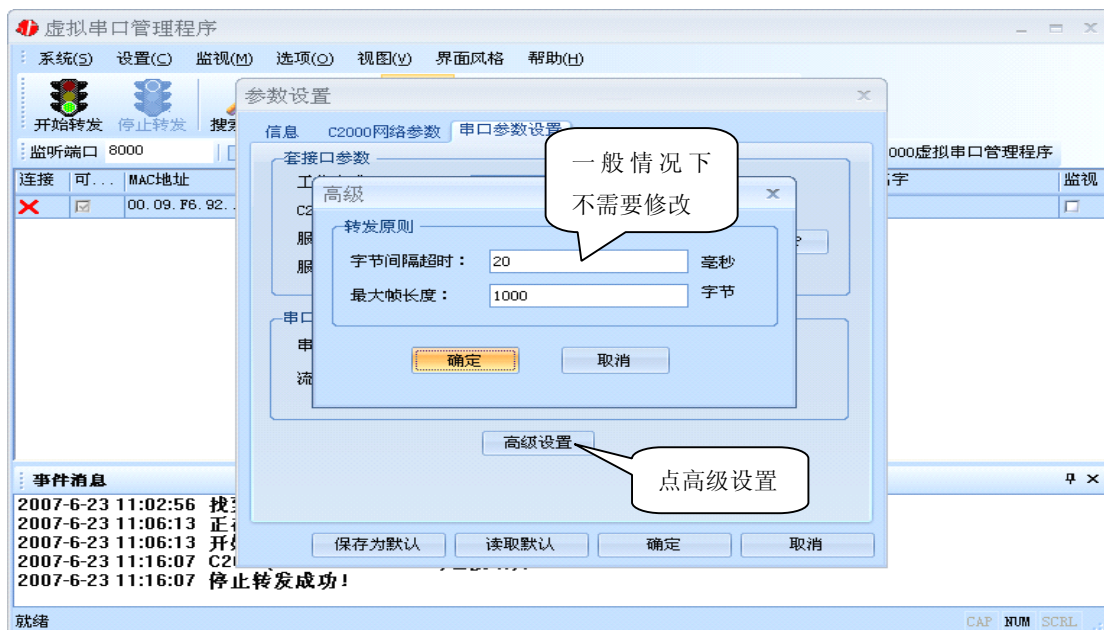 虚拟串口管理程序
系统(S) 设置(C) 监视(M) 选项(O) 视图(V) 界面风格 帮助(H)
开始转发 停止转发
监听端口 8000
000虚拟串口管理程序
连接 可... MAC地址 字 监视
00.09.F6.92..
参数设置
信息 C2000网络参数 串口参数设置
套接口参数
高级
转发原则
字节间隔超时： 20 毫秒
最大帧长度： 1000 字节
确定 取消
一般情况下
不需要修改
高级设置
点高级设置
保存为默认 读取默认 确定 取消
事件消息
2007-6-23 11:02:56
2007-6-23 11:06:13
2007-6-23 11:06:13
2007-6-23 11:16:07
2007-6-23 11:16:07 停止转发成功!
就绪 CAP NUM SCRL